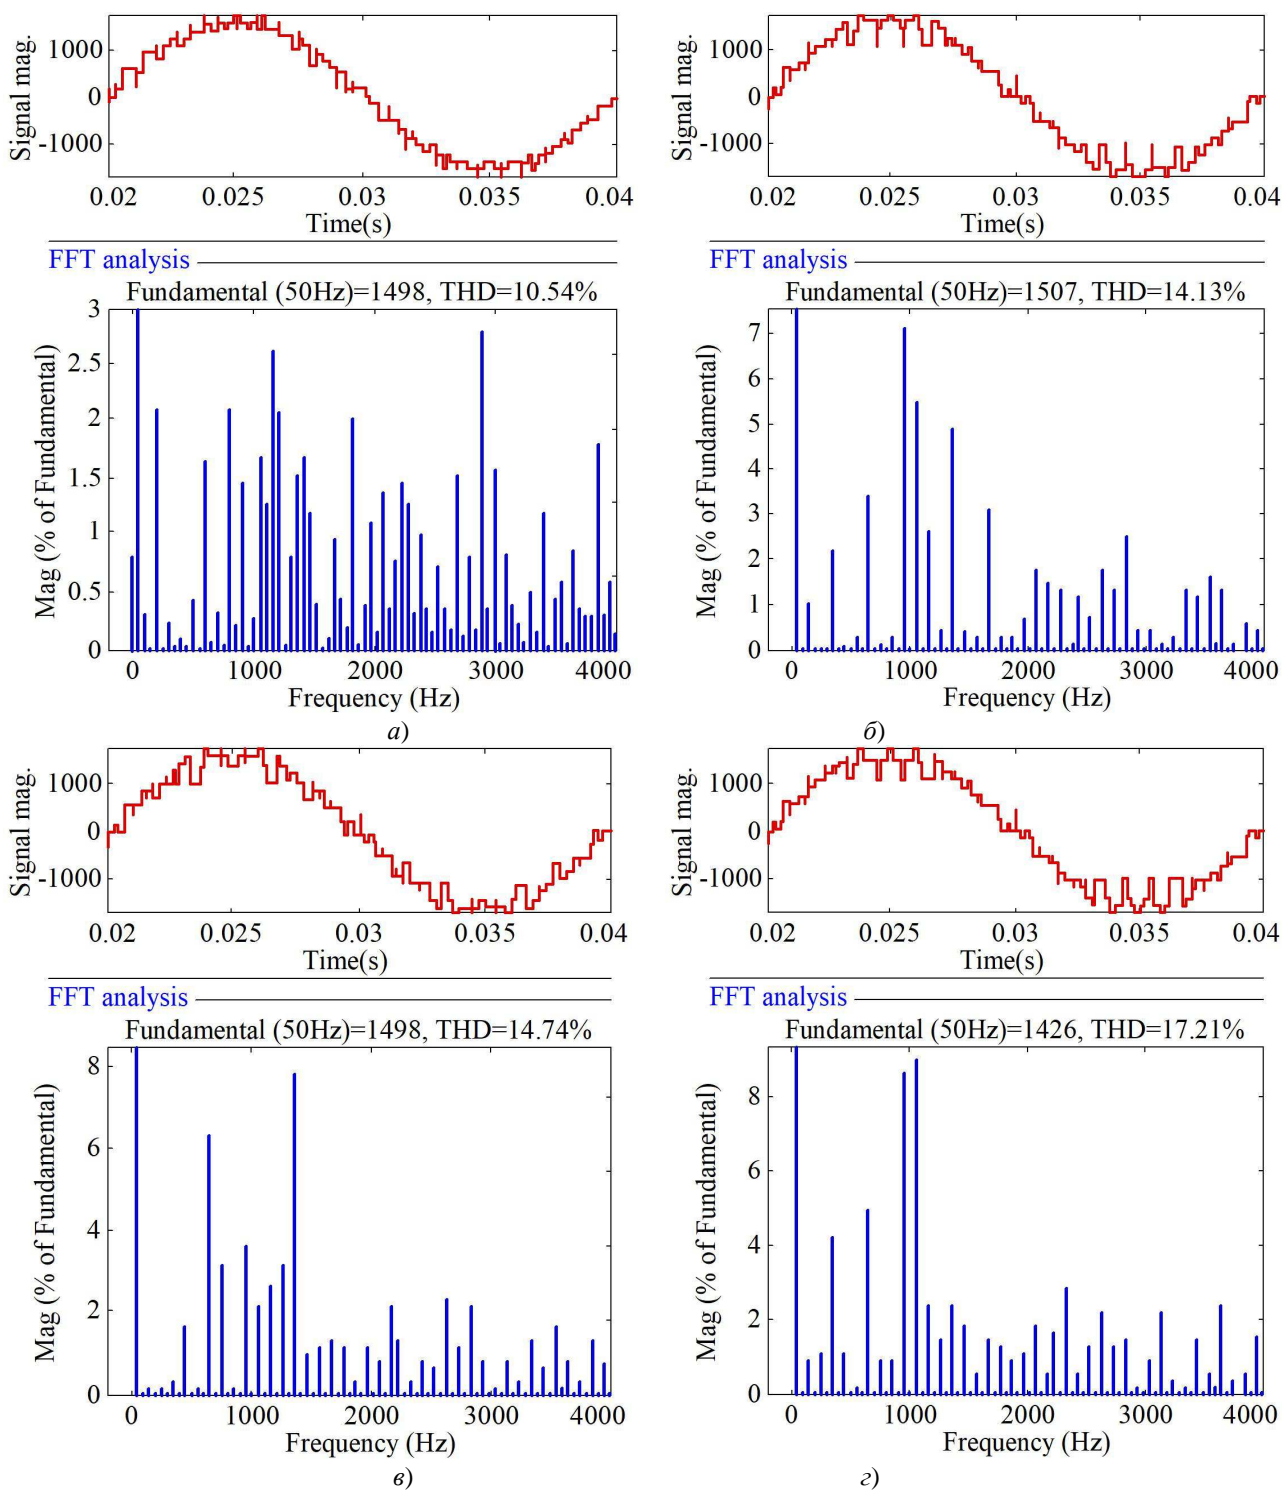 Signal mag.
1000
0
-1000
0.02 0.025 0.03 0.035 0.04
Time(s)
FFT analysis
Fundamental (50Hz)=1498, THD=10.54%
Mag (% of Fundamental)
3
2.5
2
1.5
1
0.5
0
0 1000 2000 3000 4000
Frequency (Hz)
а)
Signal mag.
1000
0
-1000
0.02 0.025 0.03 0.035 0.04
Time(s)
FFT analysis
Fundamental (50Hz)=1507, THD=14.13%
Mag (% of Fundamental)
7
6
5
4
3
2
1
0
0 1000 2000 3000 4000
Frequency (Hz)
б)
Signal mag.
1000
0
-1000
0.02 0.025 0.03 0.035 0.04
Time(s)
FFT analysis
Fundamental (50Hz)=1498, THD=14.74%
Mag (% of Fundamental)
8
6
4
2
0
0 1000 2000 3000 4000
Frequency (Hz)
в)
Signal mag.
1000
0
-1000
0.02 0.025 0.03 0.035 0.04
Time(s)
FFT analysis
Fundamental (50Hz)=1426, THD=17.21%
Mag (% of Fundamental)
8
6
4
2
0
0 1000 2000 3000 4000
Frequency (Hz)
г)